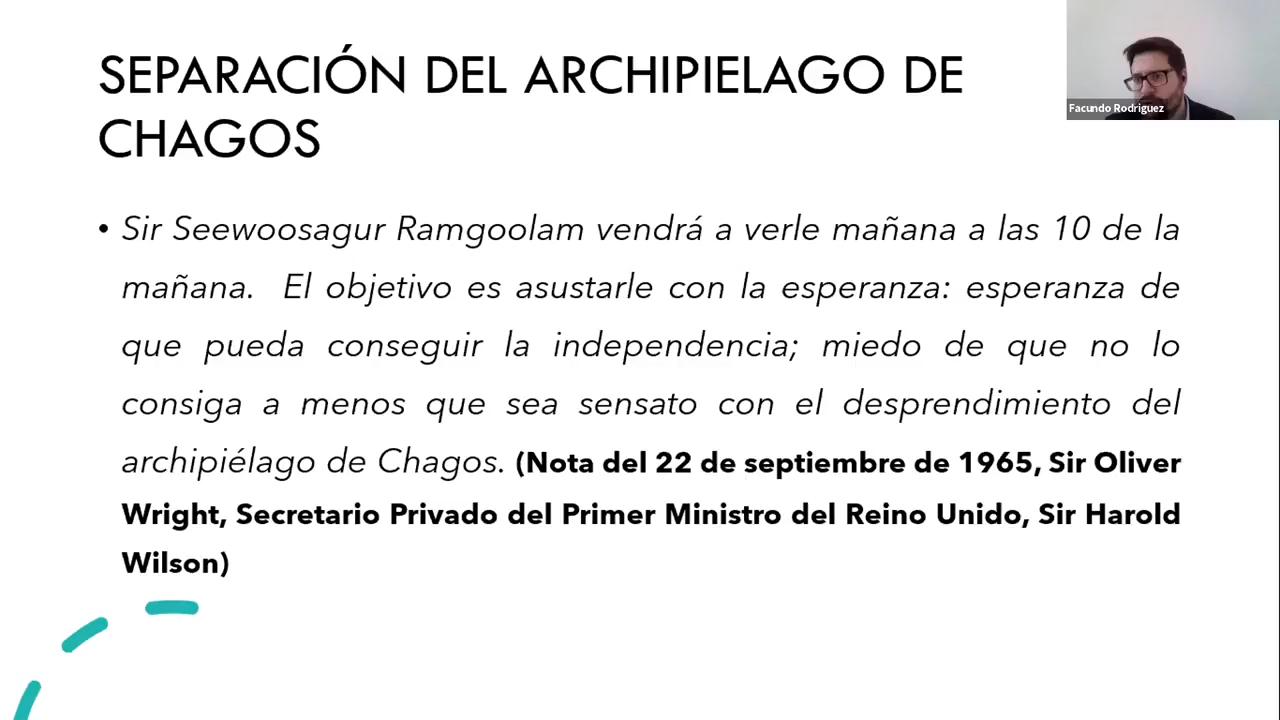 SEPARACIÓN DEL ARCHIPIELAGO DE
CHAGOS
Facundo Rodriguez
• Sir Seewoosagur Ramgoolam vendrá a verle mañana a las 10 de la
mañana. El objetivo es asustarle con la esperanza: esperanza de
que pueda conseguir la independencia; miedo de que no lo
consiga a menos que sea sensato con el desprendimiento del
archipiélago de Chagos. (Nota del 22 de septiembre de 1965, Sir Oliver
Wright, Secretario Privado del Primer Ministro del Reino Unido, Sir Harold
Wilson)